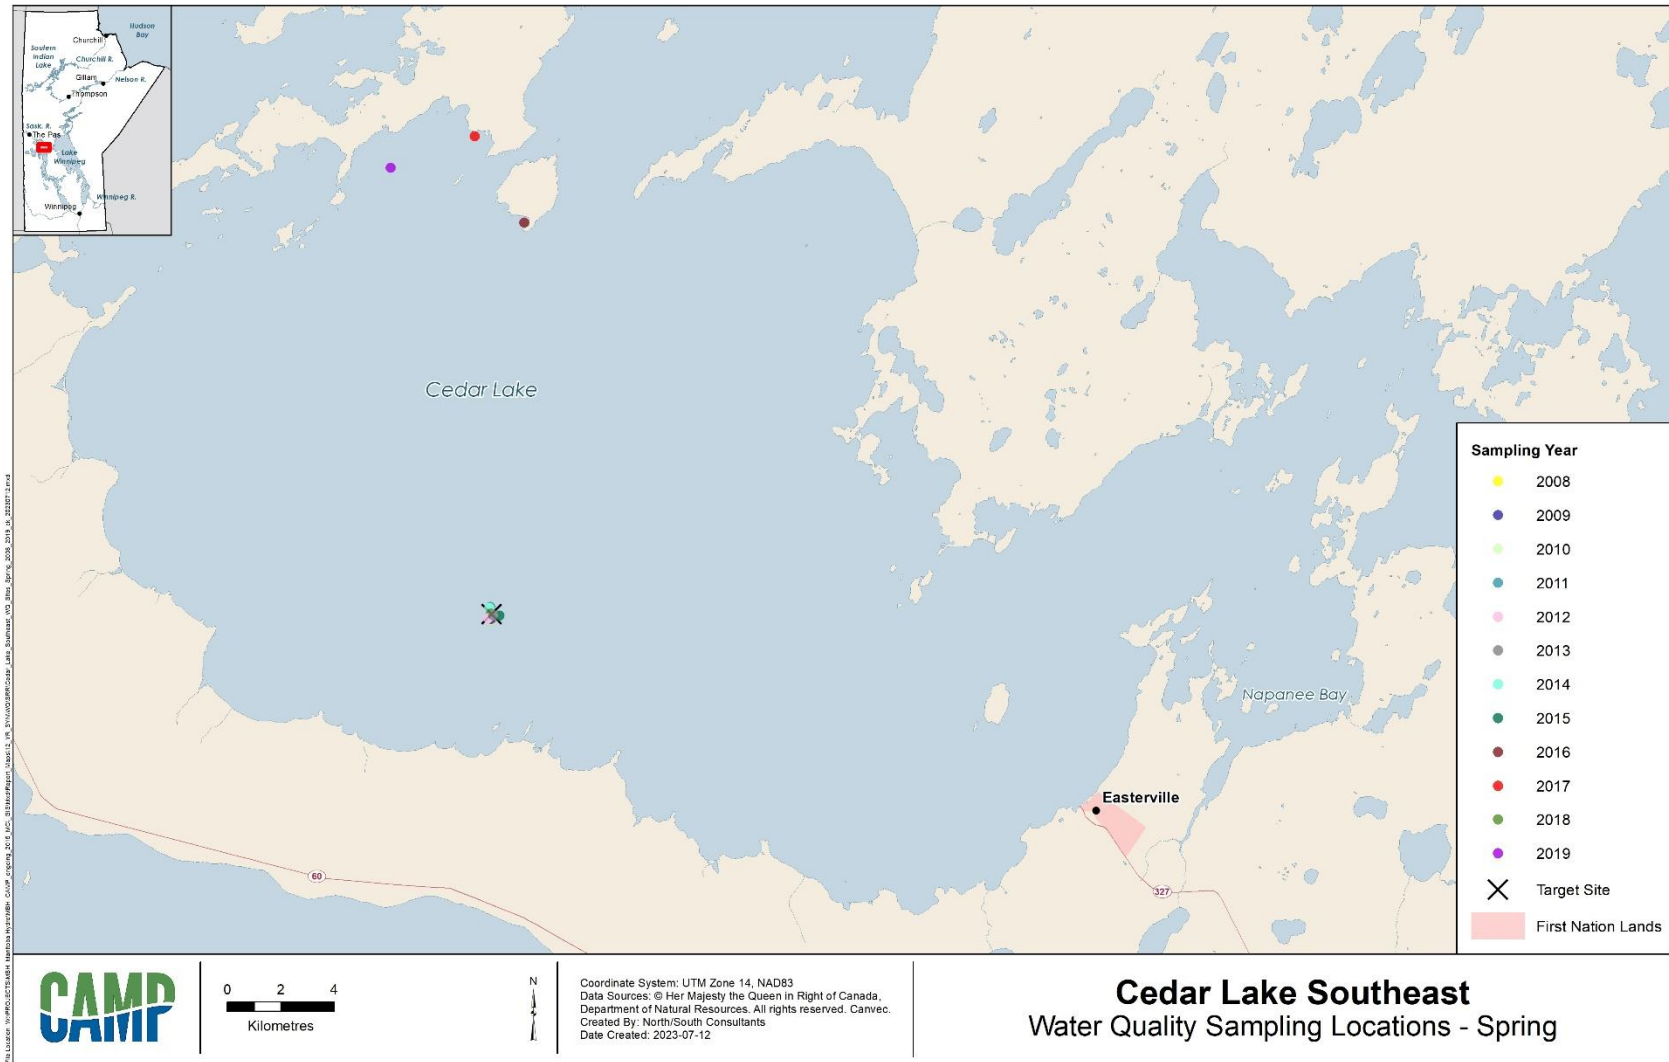 Hudson
Bay
Churchill
Southern
Indian
Lake
Churchill R.
Gillam
Nelson R.
Thompson
Sask. R.
The Pas
Lake
Winnipeg
Winnipeg R.
Winnipeg
Cedar Lake
Napanee Bay
Easterville
60
327
Sampling Year
2008
2009
2010
2011
2012
2013
2014
2015
2016
2017
2018
2019
Target Site
First Nation Lands
CAMP
0 2 4
Kilometres
N
Coordinate System: UTM Zone 14, NAD83
Data Sources: © Her Majesty the Queen in Right of Canada,
Department of Natural Resources. All rights reserved. Canvec.
Created By: North/South Consultants
Date Created: 2023-07-12
Cedar Lake Southeast
Water Quality Sampling Locations - Spring